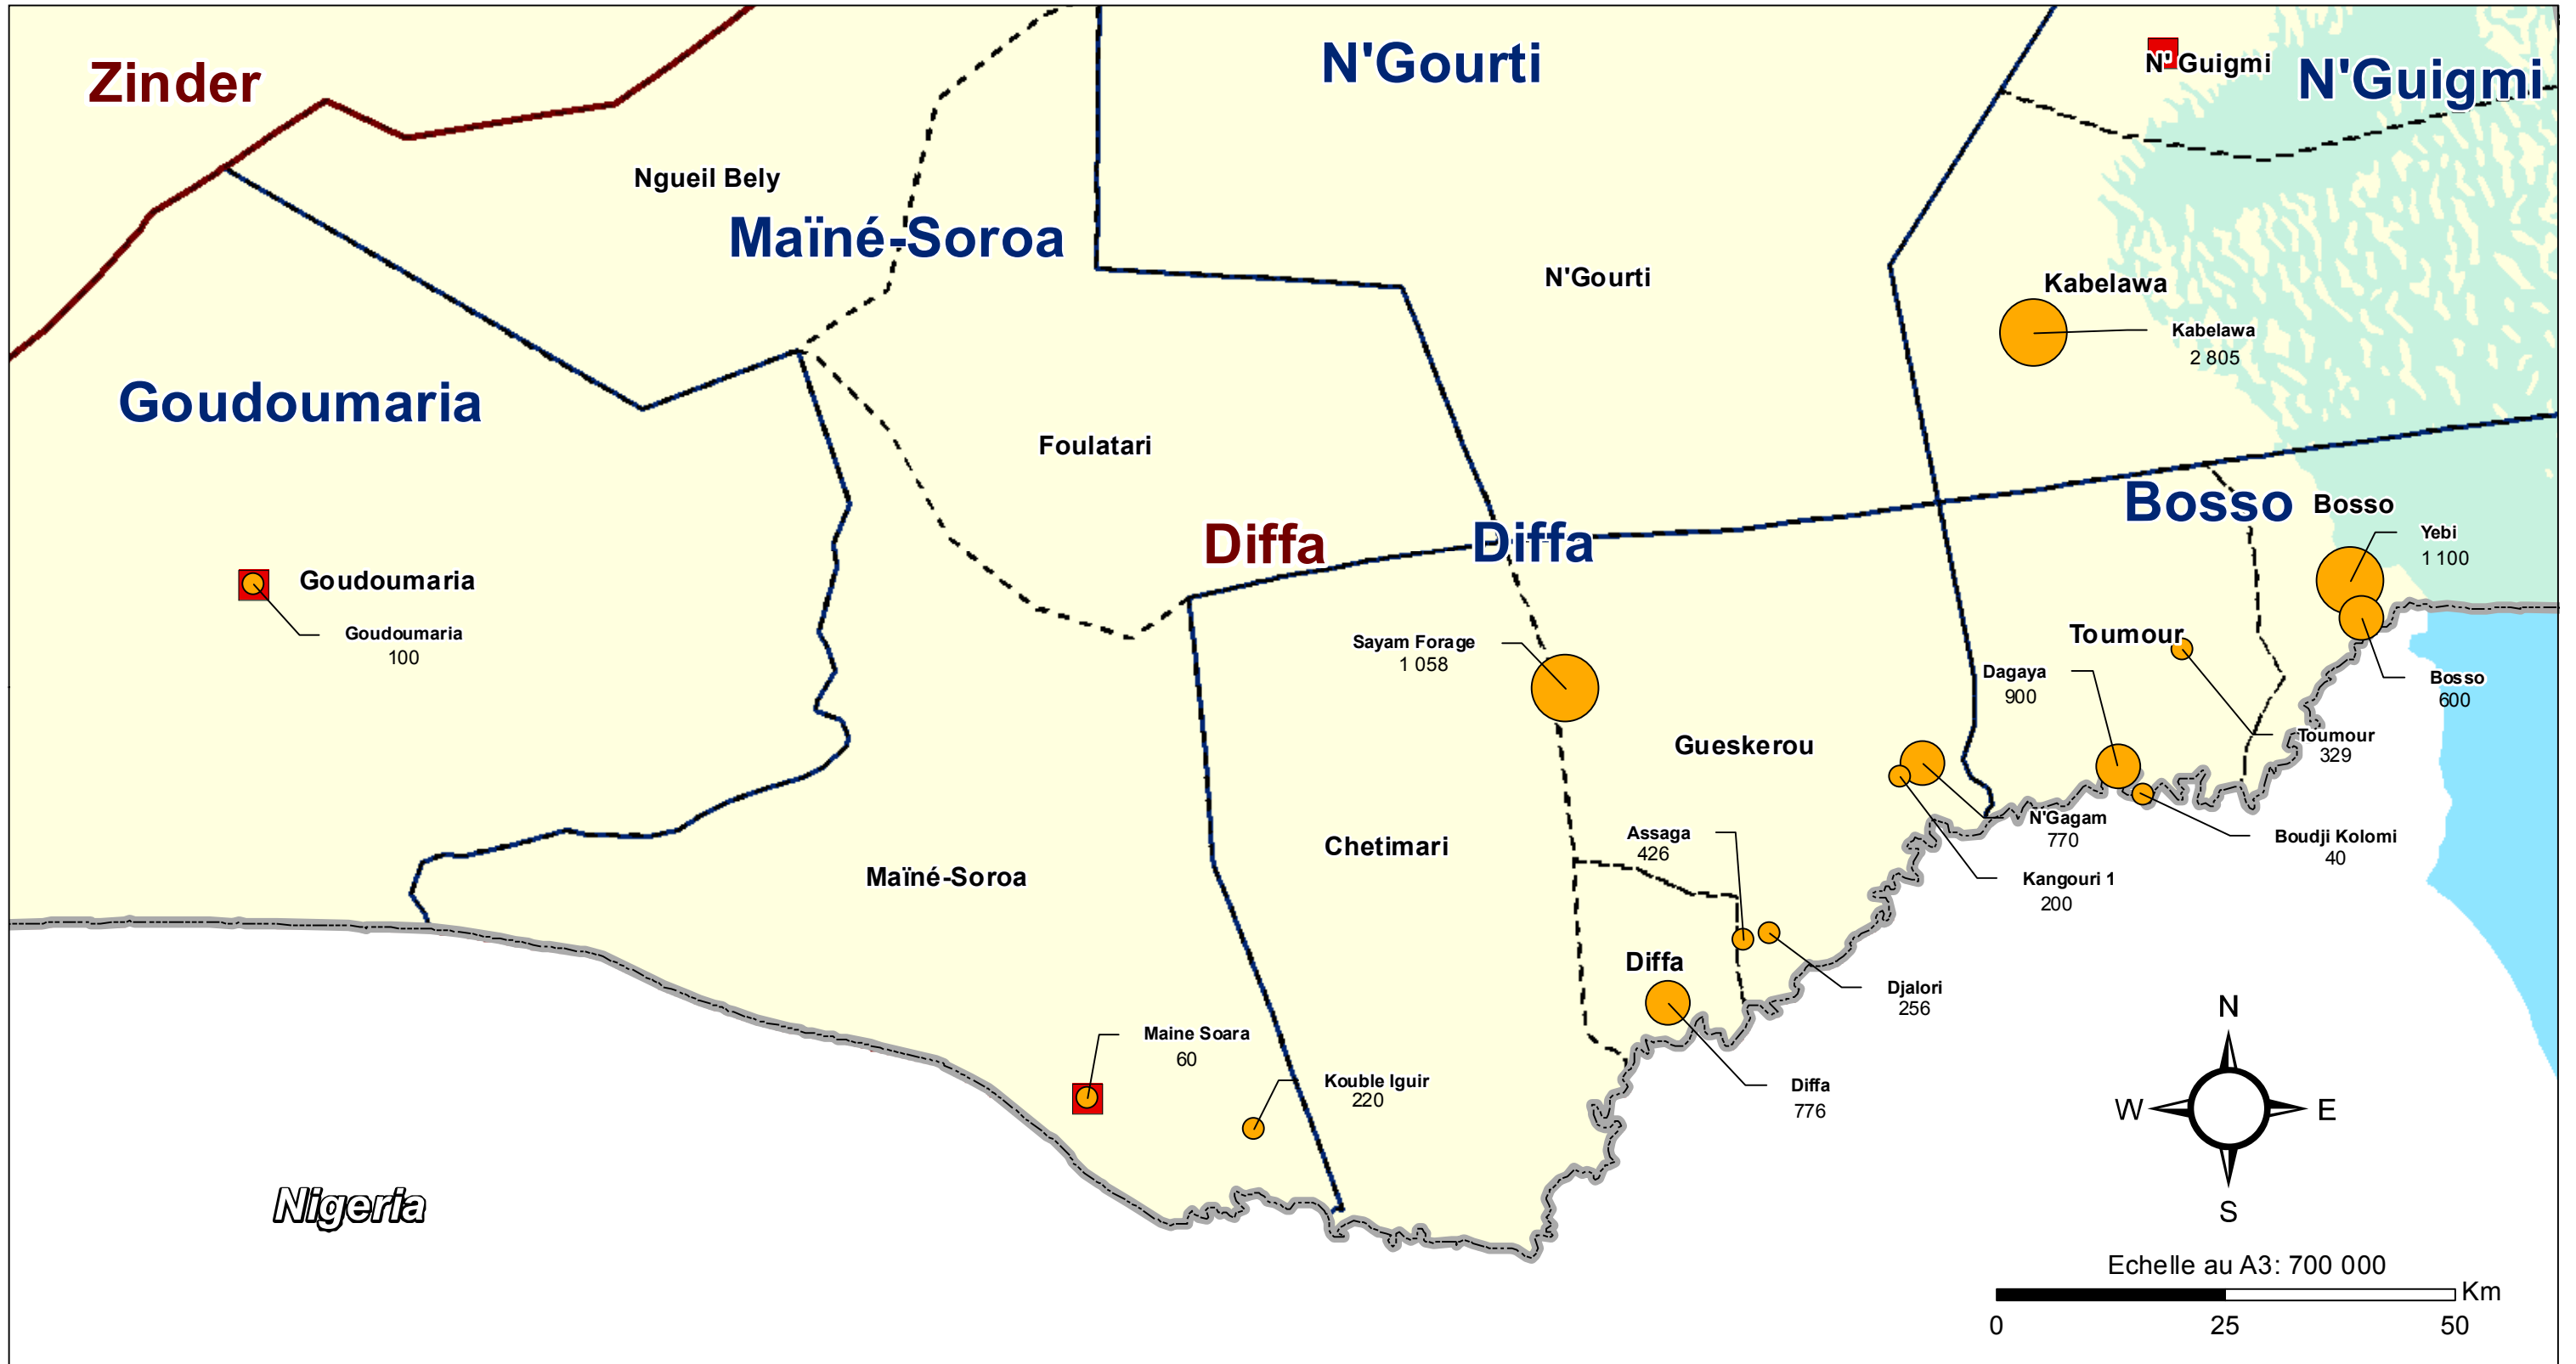 Zinder
N'Gourti
N'Guigmi
N'Guigmi
Ngueil Bely
Maïné-Soroa
N'Gourti
Kabelawa
Kabelawa
2 805
Goudoumaria
Foulatari
Bosso
Bosso
Yebi
1 100
Diffa
Diffa
Goudoumaria
Goudoumaria
100
Sayam Forage
1 058
Toumour
Dagaya
900
Bosso
600
Toumour
329
Gueskerou
N'Gagam
770
Boudji Kolomi
40
Assaga
426
Chetimari
Maïné-Soroa
Kangouri 1
200
Diffa
Djalori
256
Maine Soara
60
Kouble Iguir
220
Diffa
776
Nigeria
N
W
E
S
Echelle au A3: 700 000
Km
0 25 50